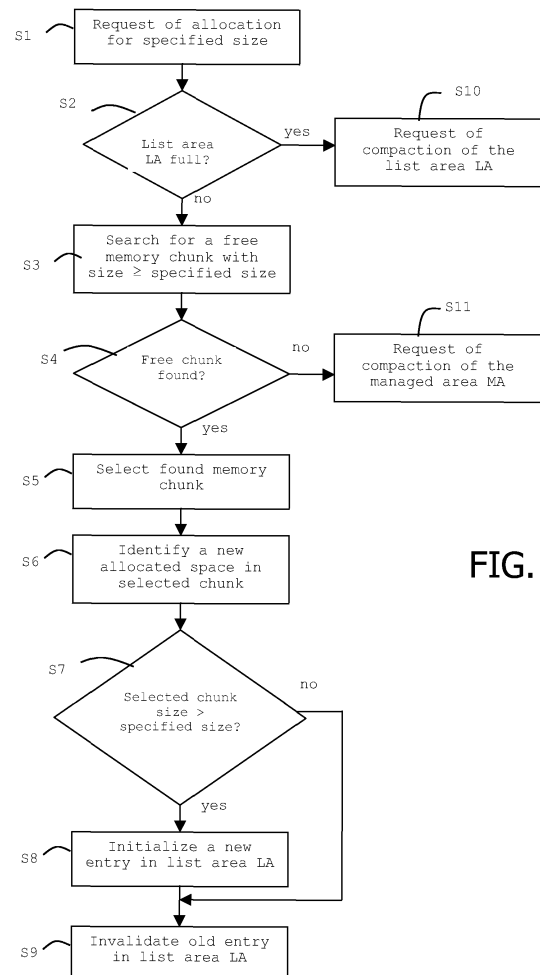 S1
Request of allocation
for specified size
S2
List area
LA full?
yes
no
S10
Request of
compaction of the
list area LA
S3
Search for a free
memory chunk with
size ≥ specified size
S4
Free chunk
found?
no
yes
S11
Request of
compaction of the
managed area MA
S5
Select found memory
chunk
S6
Identify a new
allocated space in
selected chunk
FIG.
S7
Selected chunk
size >
specified size?
no
yes
S8
Initialize a new
entry in list area LA
S9
Invalidate old entry
in list area LA